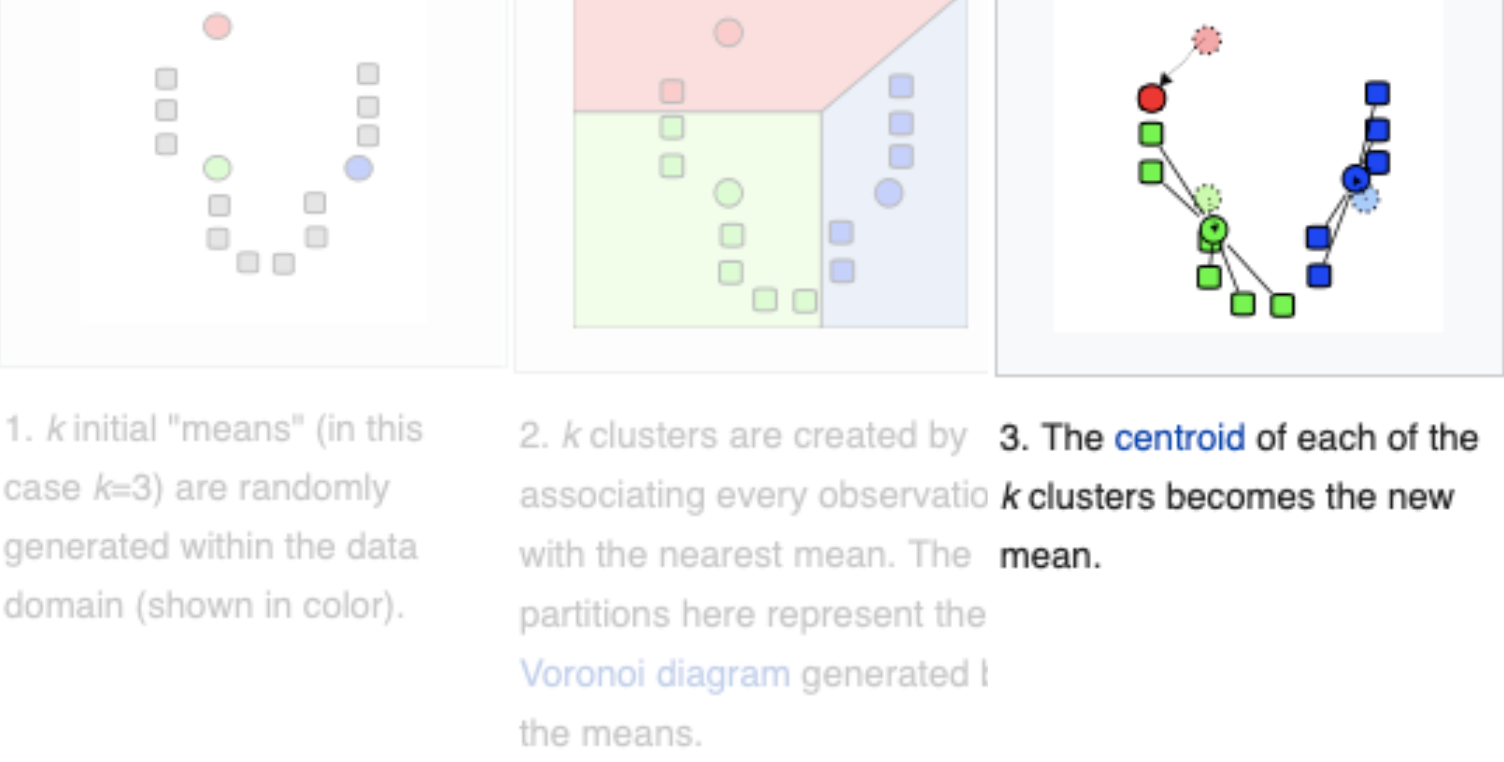 1. k initial "means" (in this
case k=3) are randomly
generated within the data
domain (shown in color).
2. k clusters are created by
associating every observatio
with the nearest mean. The
partitions here represent the
Voronoi diagram generated
the means.
3. The centroid of each of the
k clusters becomes the new
mean.